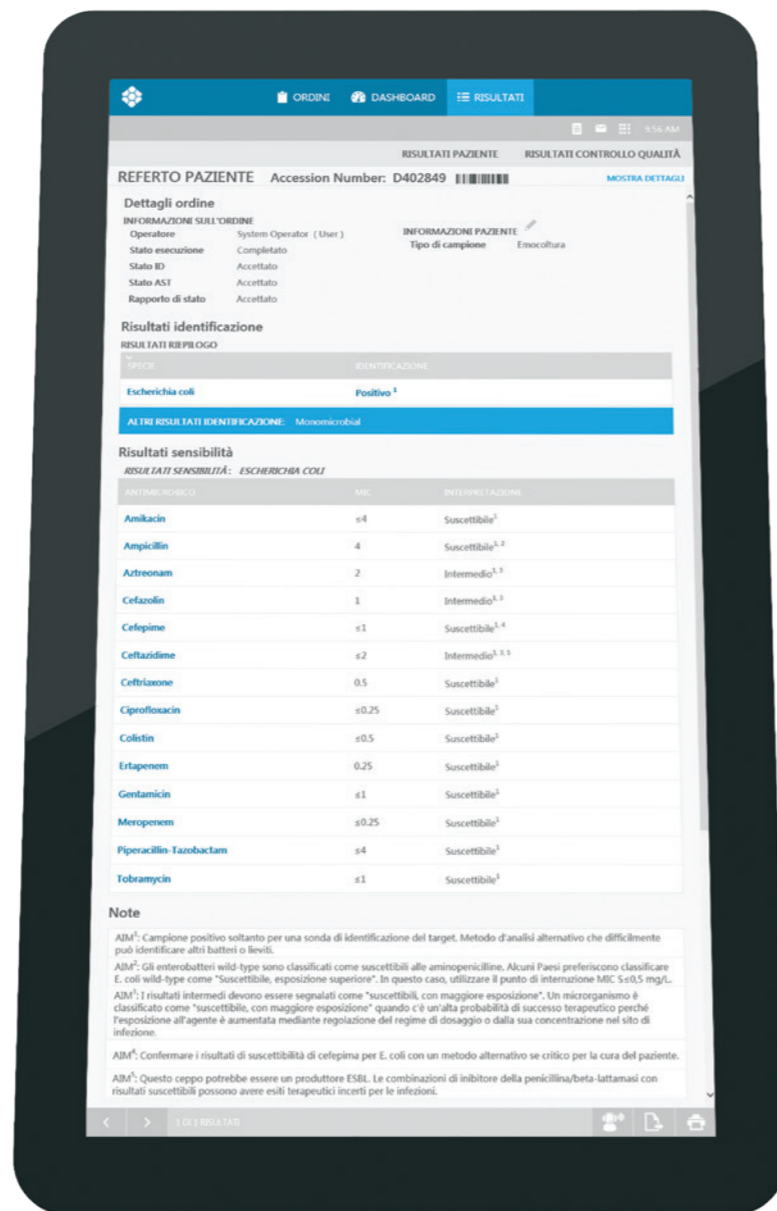 ORDINI DASHBOARD RISULTATI
9:56 AM
RISULTATI PAZIENTE RISULTATI CONTROLLO QUALITÀ
REFERTO PAZIENTE Accession Number: D402849 MOSTRA DETTAGLI
Dettagli ordine
INFORMAZIONI SULL'ORDINE
Operatore System Operator ( User )
Stato esecuzione Completato
Stato ID Accettato
Stato AST Accettato
Rapporto di stato Accettato
INFORMAZIONI PAZIENTE
Tipo di campione Emocoltura
Risultati identificazione
RISULTATI RIEPILOGO
SPECIE IDENTIFICAZIONE
Escherichia coli Positivo ¹
ALTRI RISULTATI IDENTIFICAZIONE: Monomicrobial
Risultati sensibilità
RISULTATI SENSIBILITÀ: ESCHERICHIA COLI
ANTIMICROBICO MIC INTERPRETAZIONE
Amikacin ≤4 Suscettibile¹
Ampicillin 4 Suscettibile¹, ²
Aztreonam 2 Intermedio¹, ³
Cefazolin 1 Intermedio¹, ³
Cefepime ≤1 Suscettibile¹, ⁴
Ceftazidime ≤2 Intermedio¹, ³, ⁵
Ceftriaxone 0.5 Suscettibile¹
Ciprofloxacin ≤0.25 Suscettibile¹
Colistin ≤0.5 Suscettibile¹
Ertapenem 0.25 Suscettibile¹
Gentamicin ≤1 Suscettibile¹
Meropenem ≤0.25 Suscettibile¹
Piperacillin-Tazobactam ≤4 Suscettibile¹
Tobramycin ≤1 Suscettibile¹
Note
AIM¹: Campione positivo soltanto per una sonda di identificazione del target. Metodo d'analisi alternativo che difficilmente
può identificare altri batteri o lieviti.
AIM²: Gli enterobatteri wild-type sono classificati come suscettibili alle aminopenicilline. Alcuni Paesi preferiscono classificare
E. coli wild-type come "Suscettibile, esposizione superiore". In questo caso, utilizzare il punto di interruzione MIC S≤0,5 mg/L.
AIM³: I risultati intermedi devono essere segnalati come "suscettibili, con maggiore esposizione". Un microrganismo è
classificato come "suscettibile, con maggiore esposizione" quando c'è un'alta probabilità di successo terapeutico perché
l'esposizione all'agente è aumentata mediante regolazione del regime di dosaggio o dalla sua concentrazione nel sito di
infezione.
AIM⁴: Confermare i risultati di suscettibilità di cefepima per E. coli con un metodo alternativo se critico per la cura del paziente.
AIM⁵: Questo ceppo potrebbe essere un produttore ESBL. Le combinazioni di inibitore della penicillina/beta-lattamasi con
risultati suscettibili possono avere esiti terapeutici incerti per le infezioni.
1 DI 1 RISULTATI